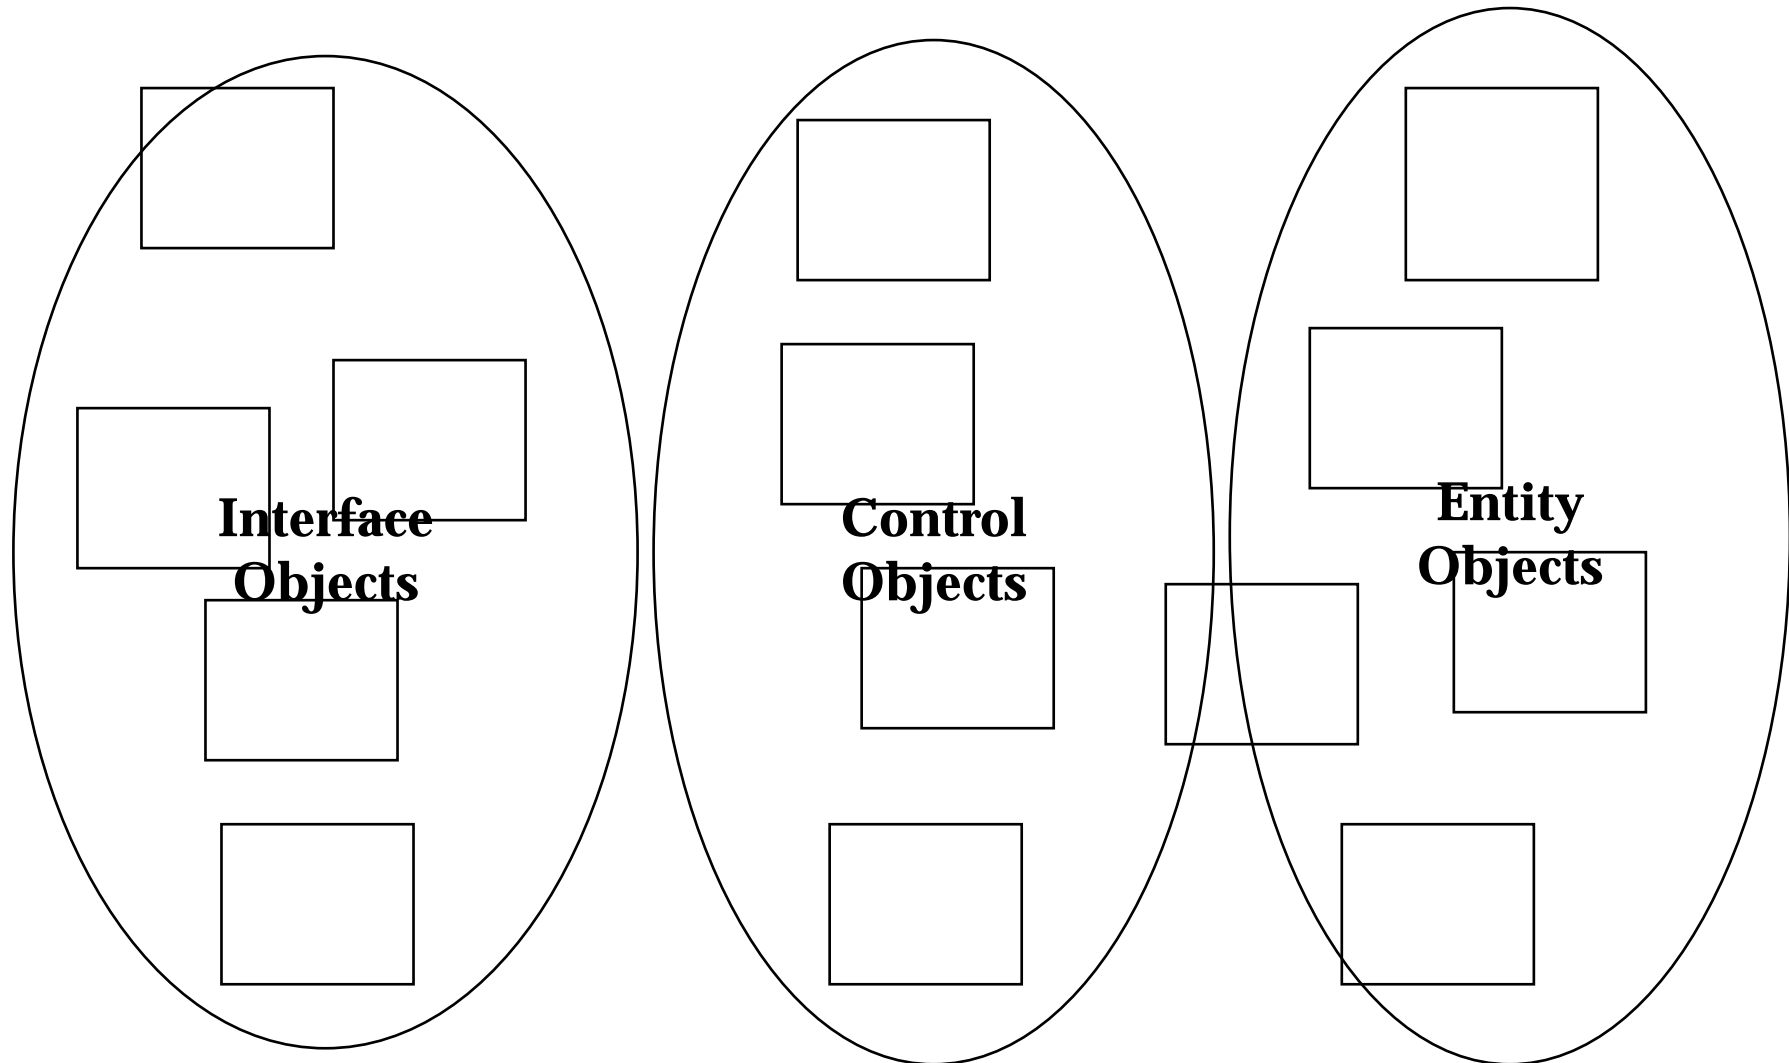 Interface
Objects
Control
Objects
Entity
Objects